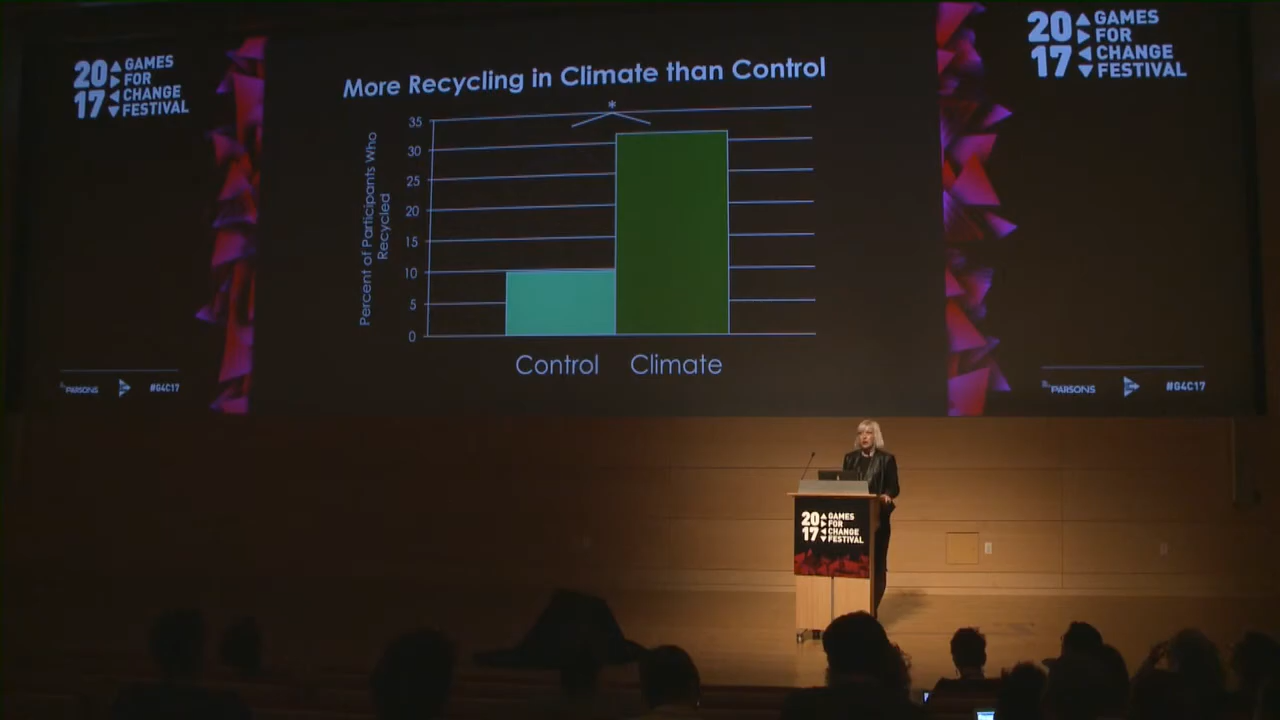 20 GAMES
FOR
17 CHANGE
FESTIVAL
More Recycling in Climate than Control
*
35
30
25
20
15
10
5
0
Percent of Participants Who
Recycled
Control Climate
PARSONS
#G4C17
20 GAMES
FOR
17 CHANGE
FESTIVAL
PARSONS
#G4C17
20 GAMES
FOR
17 CHANGE
FESTIVAL